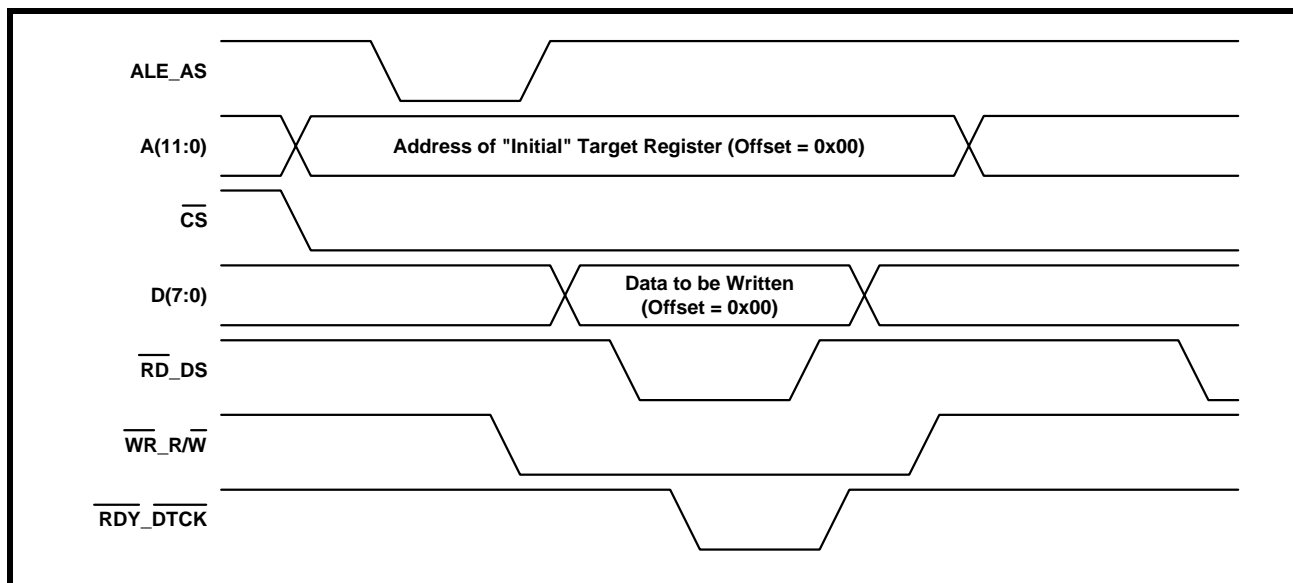 ALE_AS
A(11:0)
Address of "Initial" Target Register (Offset = 0x00)
CS
D(7:0)
Data to be Written
(Offset = 0x00)
RD_DS
WR_R/W
RDY_DTCK